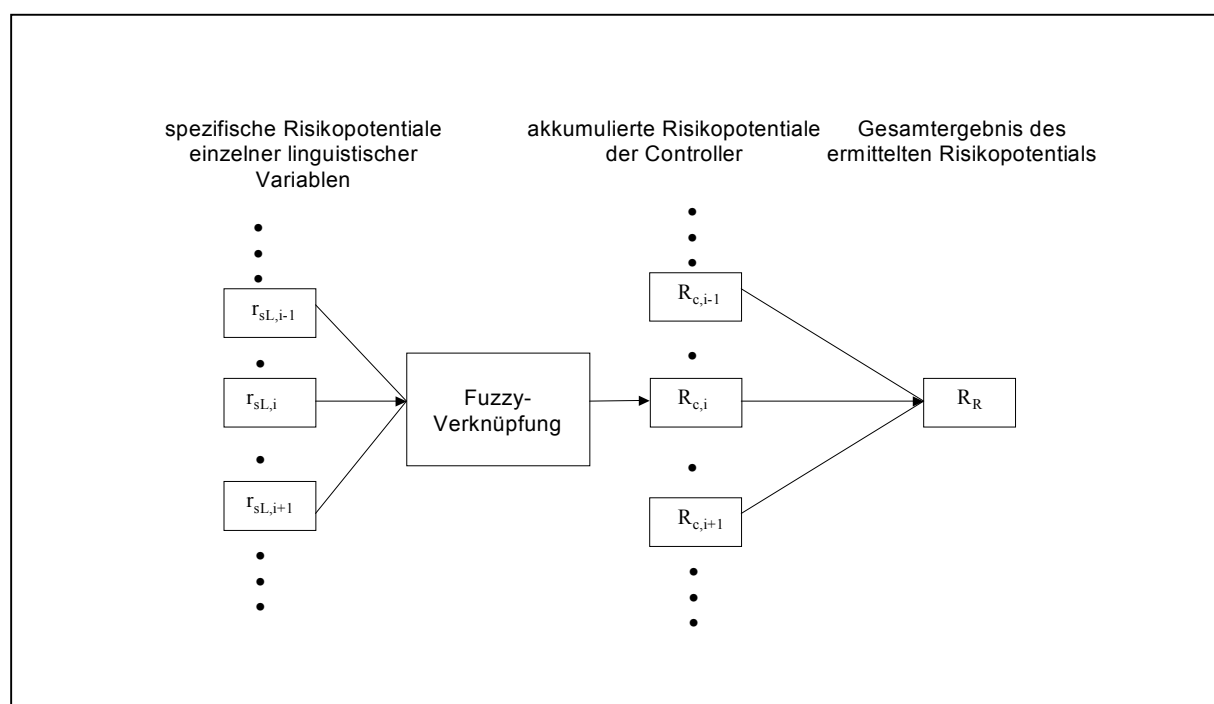 spezifische Risikopotentiale
einzelner linguistischer
Variablen
akkumulierte Risikopotentiale
der Controller
Gesamtergebnis des
ermittelten Risikopotentials
r_{sL,i-1}
r_{sL,i}
r_{sL,i+1}
Fuzzy-
Verknüpfung
R_{c,i-1}
R_{c,i}
R_{c,i+1}
R_R